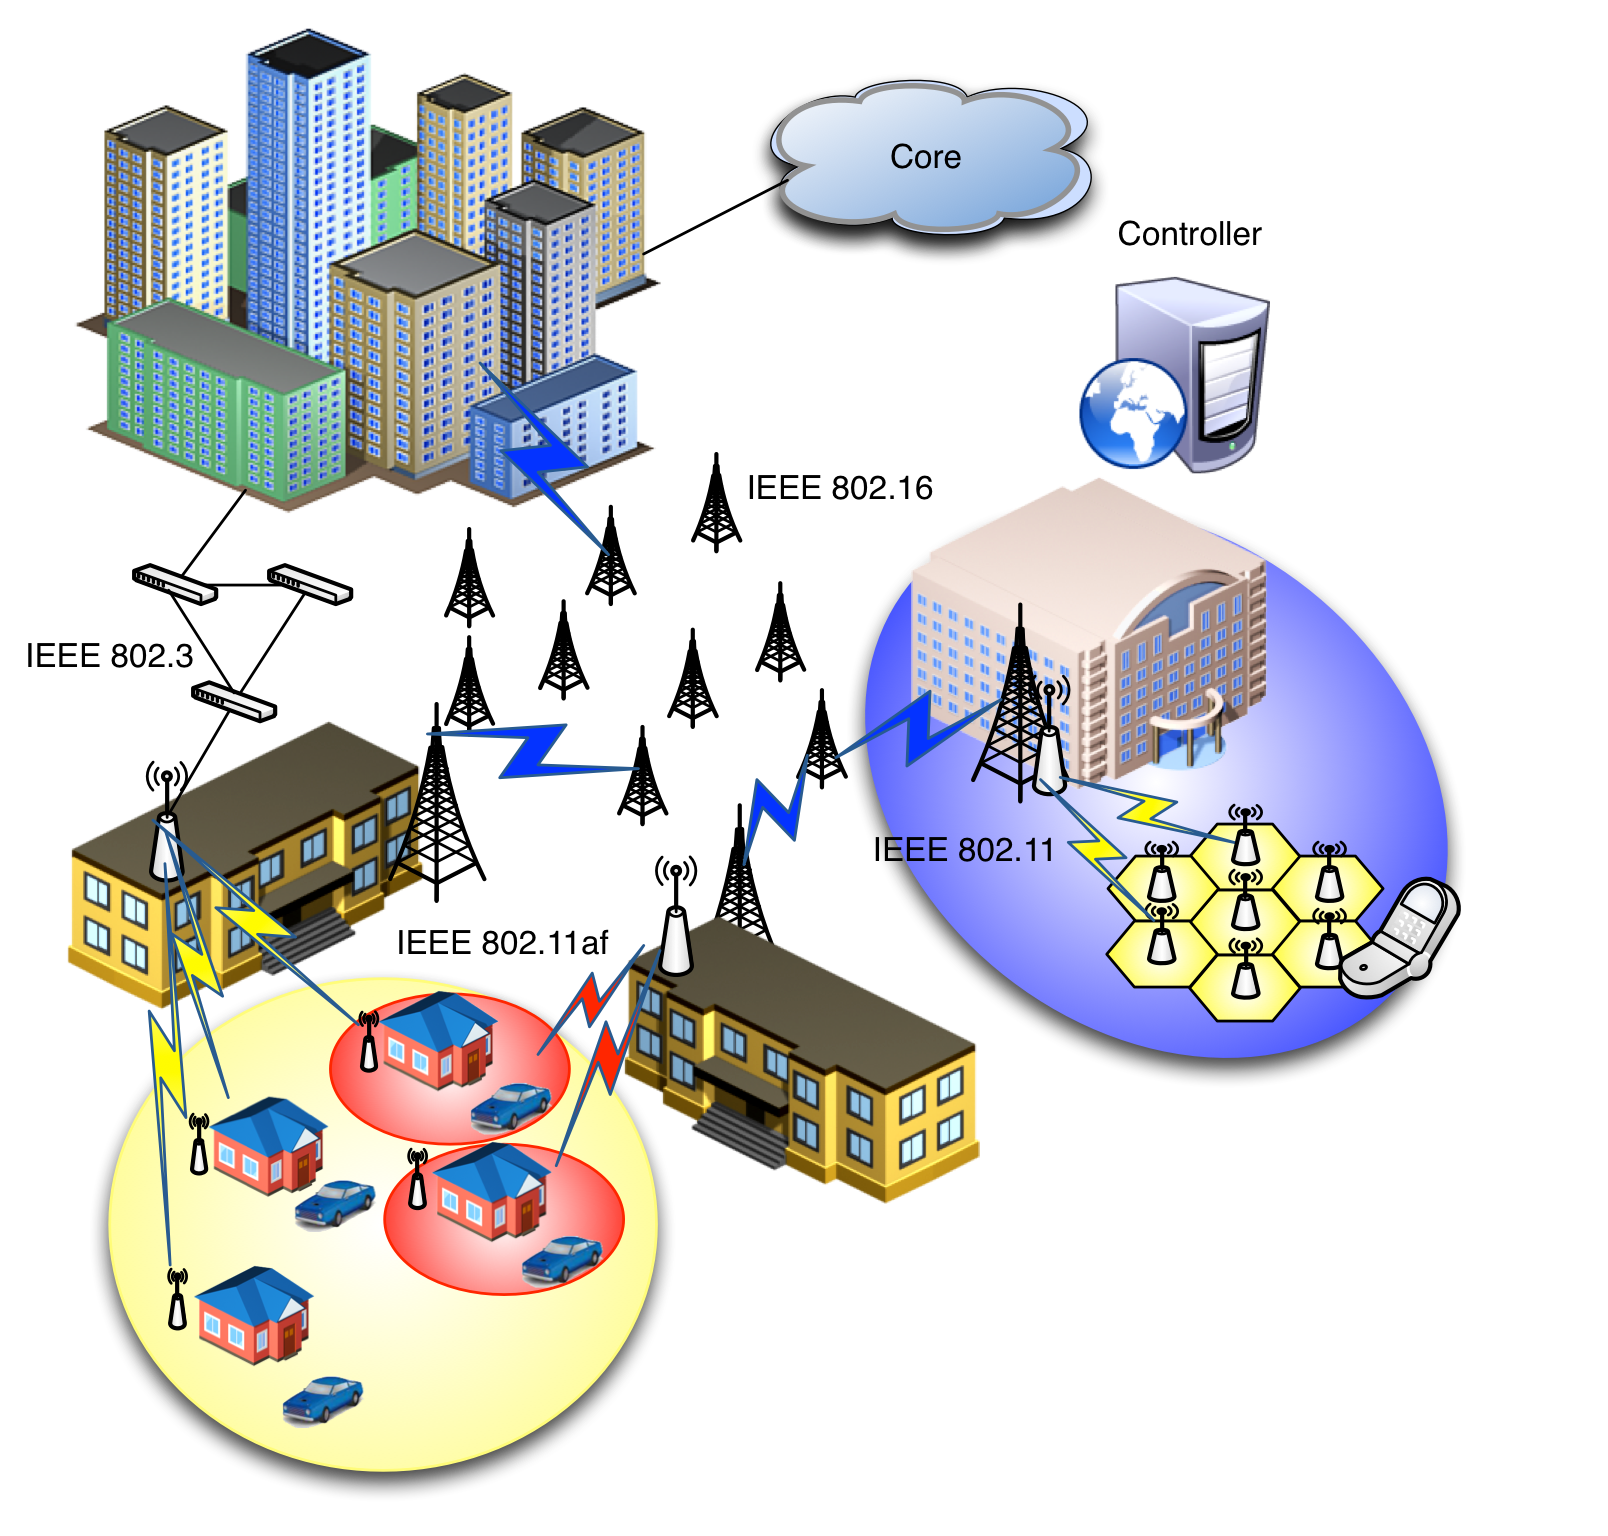 Core
Controller
IEEE 802.16
IEEE 802.3
IEEE 802.11
IEEE 802.11af